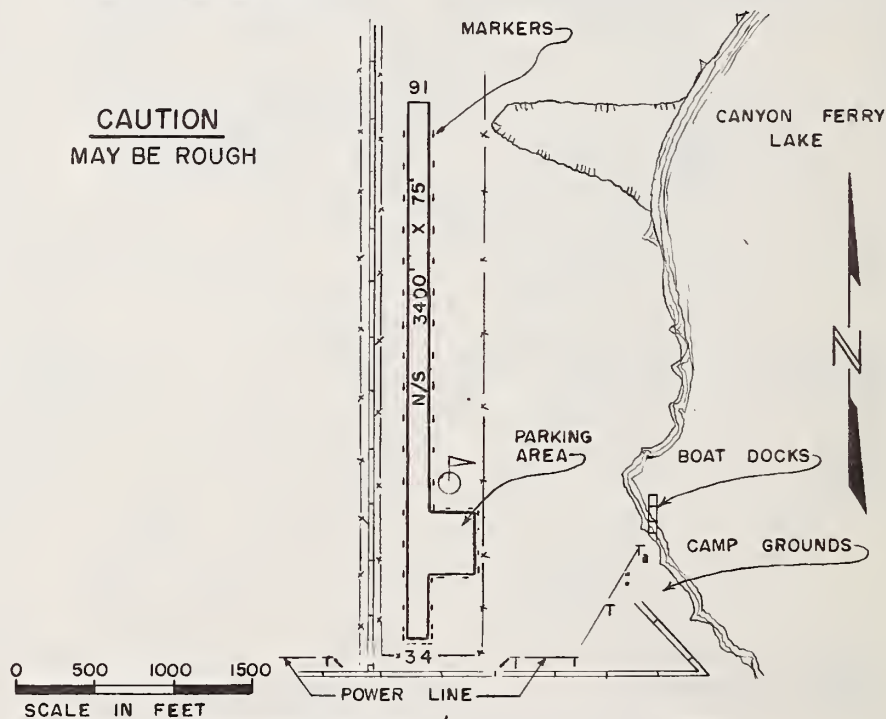 MARKERS
16
CAUTION
MAY BE ROUGH
CANYON FERRY
LAKE
N/S 3400' X 75'
N
PARKING
AREA
BOAT DOCKS
CAMP GROUNDS
T
T
T
34
T
T
0 500 1000 1500
POWER LINE
SCALE IN FEET